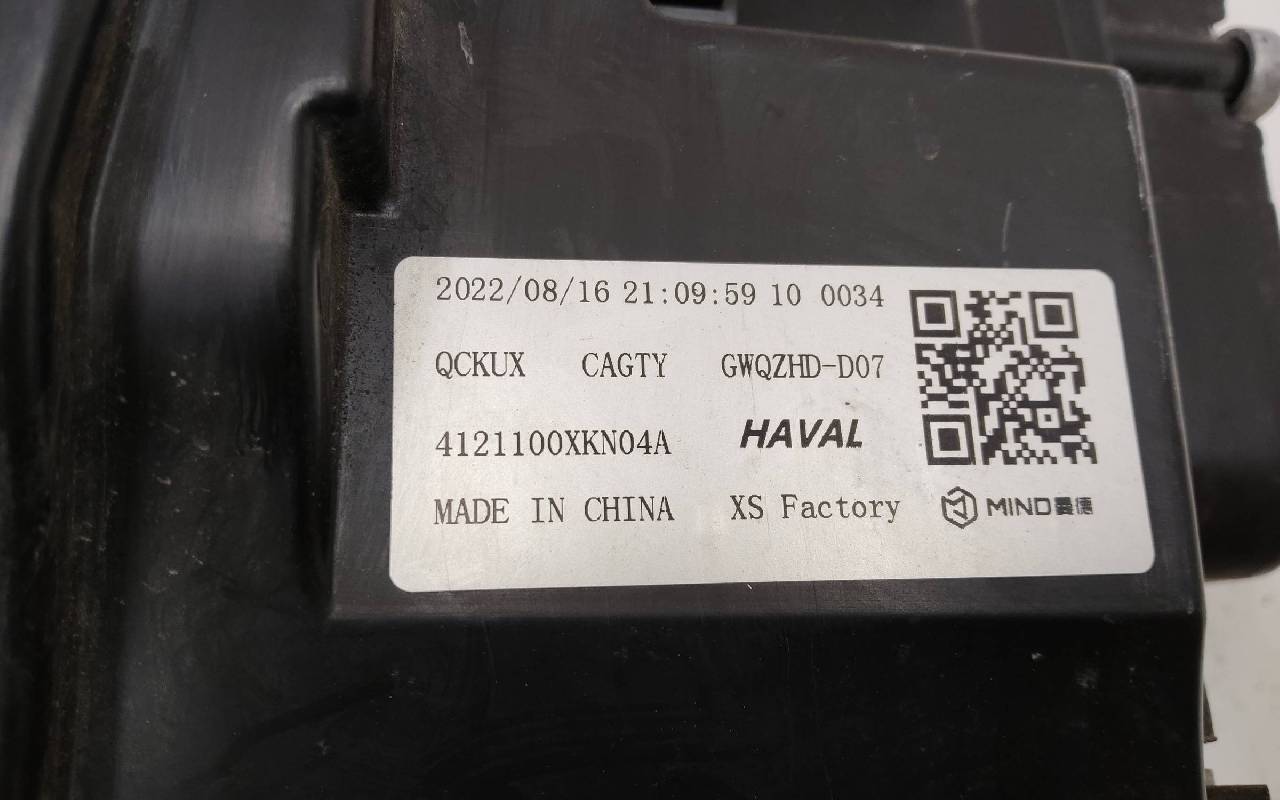 2022/08/16 21:09:59 10 0034
QCKUX CAGTY GWQZHD-D07
4121100XKN04A HAVAL
MADE IN CHINA XS Factory MIND曼德